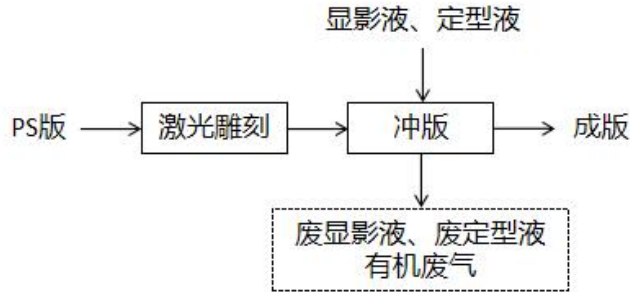 显影液、定型液
PS版
激光雕刻
冲版
成版
废显影液、废定型液
有机废气